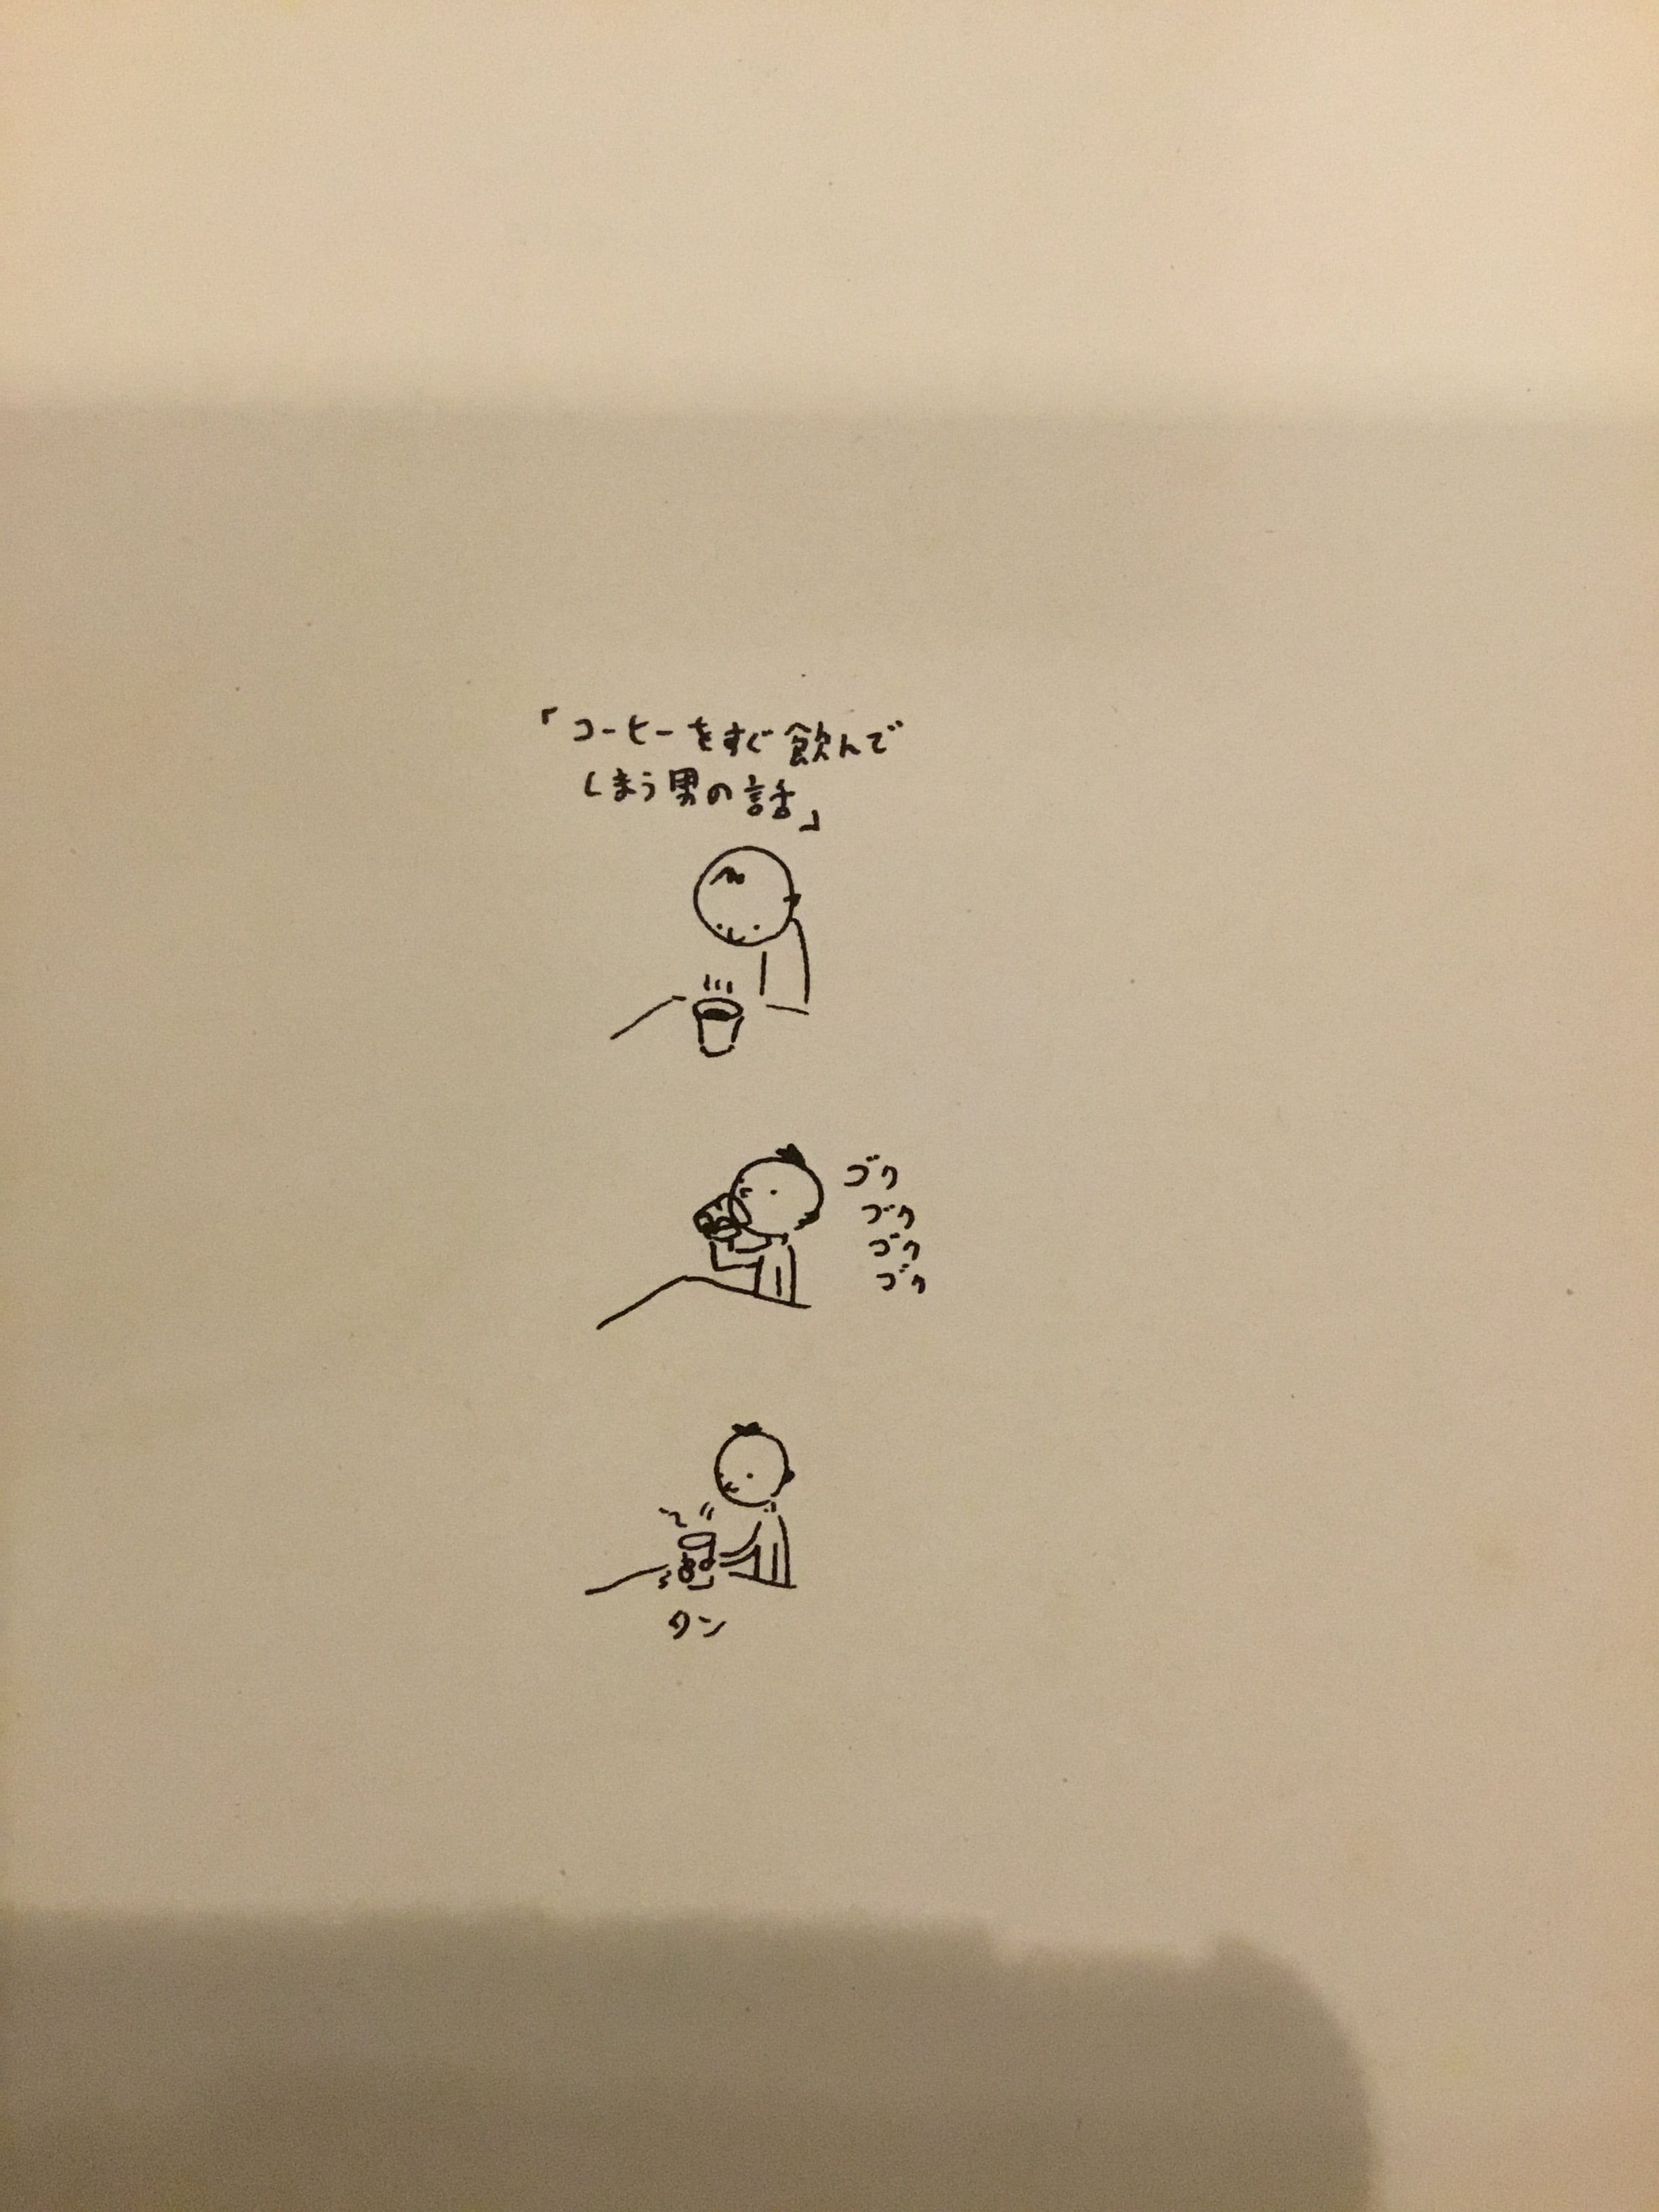 「コーヒーをすぐ飲んで
しまう男の話」
ゴク
ゴク
ゴク
ゴク
タン